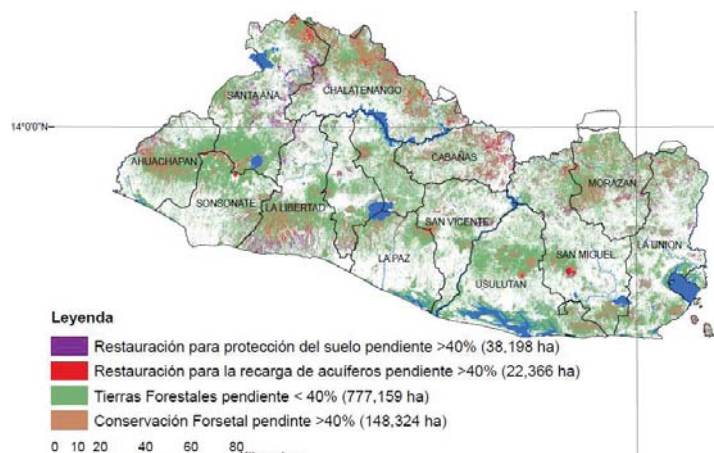 SANTA ANA
CHALATENANGO
14°0'0"N
CABAÑAS
AHUACHAPAN
MORAZAN
SONSONATE
LA LIBERTAD
SAN VICENTE
LA UNION
LA PAZ
SAN MIGUEL
USULUTAN
Leyenda
Restauración para protección del suelo pendiente >40% (38,198 ha)
Restauración para la recarga de acuíferos pendiente >40% (22,366 ha)
Tierras Forestales pendiente < 40% (777,159 ha)
Conservación Forsetal pendinte >40% (148,324 ha)
0 10 20 40 60 80